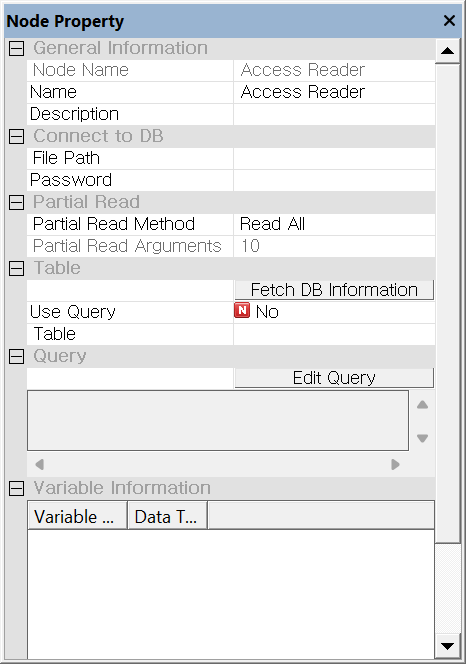 Node Property
General Information
Node Name Access Reader
Name Access Reader
Description
Connect to DB
File Path
Password
Partial Read
Partial Read Method Read All
Partial Read Arguments 10
Table
Fetch DB Information
Use Query N No
Table
Query
Edit Query
Variable Information
Variable ... Data T...